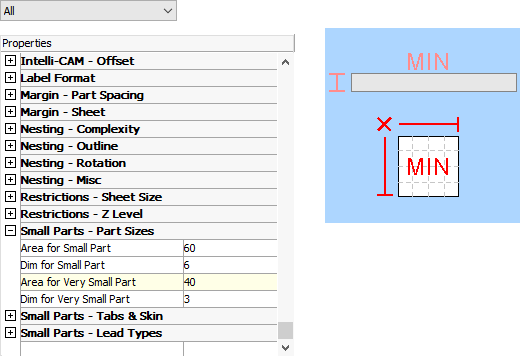 All
Properties
Intelli-CAM - Offset
Label Format
Margin - Part Spacing
Margin - Sheet
Nesting - Complexity
Nesting - Outline
Nesting - Rotation
Nesting - Misc
Restrictions - Sheet Size
Restrictions - Z Level
Small Parts - Part Sizes
Area for Small Part 60
Dim for Small Part 6
Area for Very Small Part 40
Dim for Very Small Part 3
Small Parts - Tabs & Skin
Small Parts - Lead Types
MIN
MIN